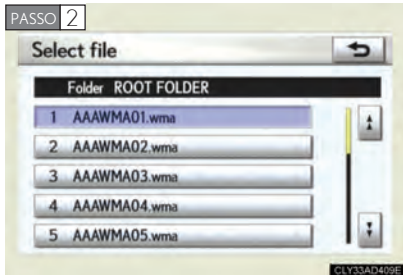 PASSO 2
Select file
Folder ROOT FOLDER
1 AAAWMA01.wma
2 AAAWMA02.wma
3 AAAWMA03.wma
4 AAAWMA04.wma
5 AAAWMA05.wma
CLY33AD409E